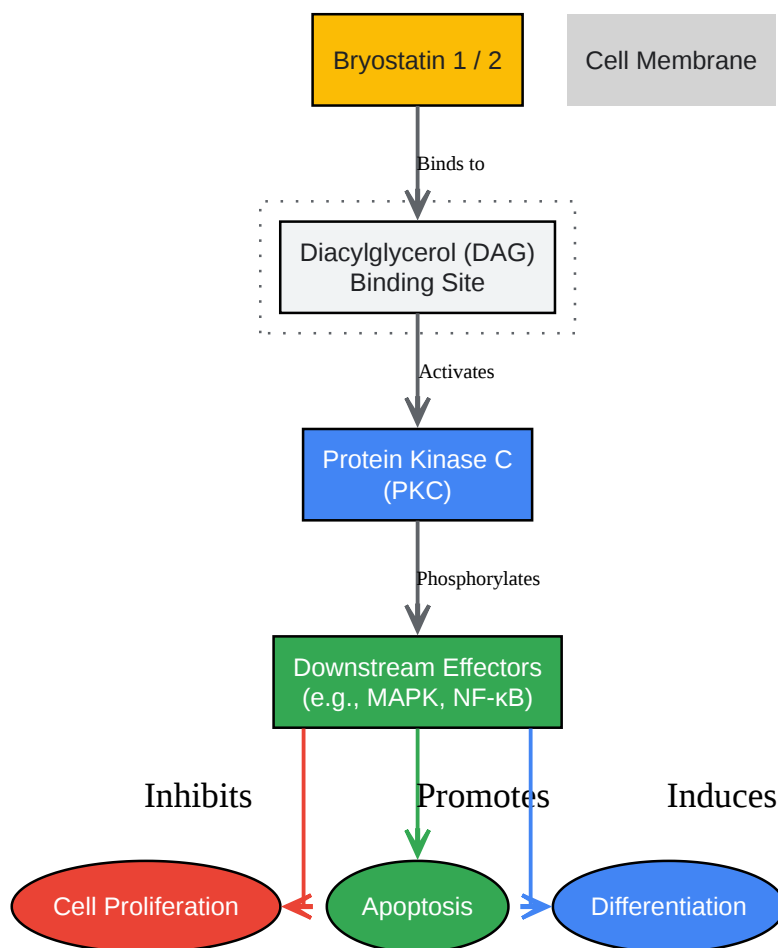 Bryostatin 1 / 2
Cell Membrane
Binds to
Diacylglycerol (DAG)
Binding Site
Activates
Protein Kinase C
(PKC)
Phosphorylates
Downstream Effectors
(e.g., MAPK, NF-κB)
Inhibits
Promotes
Induces
Cell Proliferation
Apoptosis
Differentiation